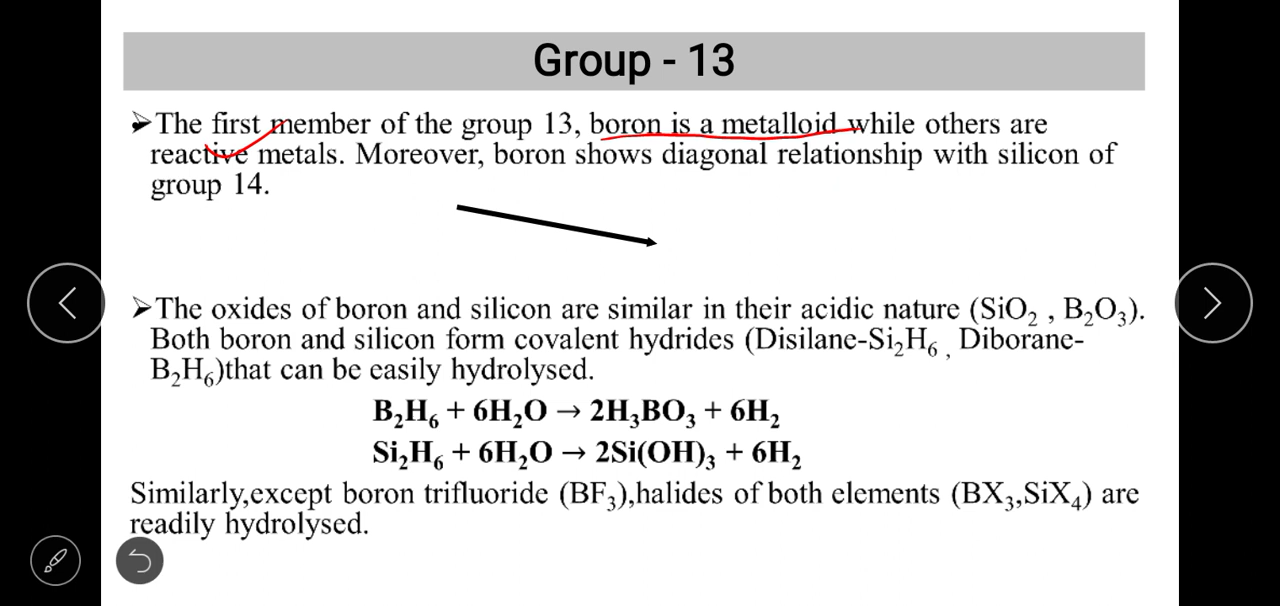 Group - 13
➢The first member of the group 13, boron is a metalloid while others are
reactive metals. Moreover, boron shows diagonal relationship with silicon of
group 14.
➢The oxides of boron and silicon are similar in their acidic nature (SiO₂ , B₂O₃).
Both boron and silicon form covalent hydrides (Disilane-Si₂H₆ , Diborane-
B₂H₆)that can be easily hydrolysed.
B₂H₆ + 6H₂O → 2H₃BO₃ + 6H₂
Si₂H₆ + 6H₂O → 2Si(OH)₃ + 6H₂
Similarly,except boron trifluoride (BF₃),halides of both elements (BX₃,SiX₄) are
readily hydrolysed.